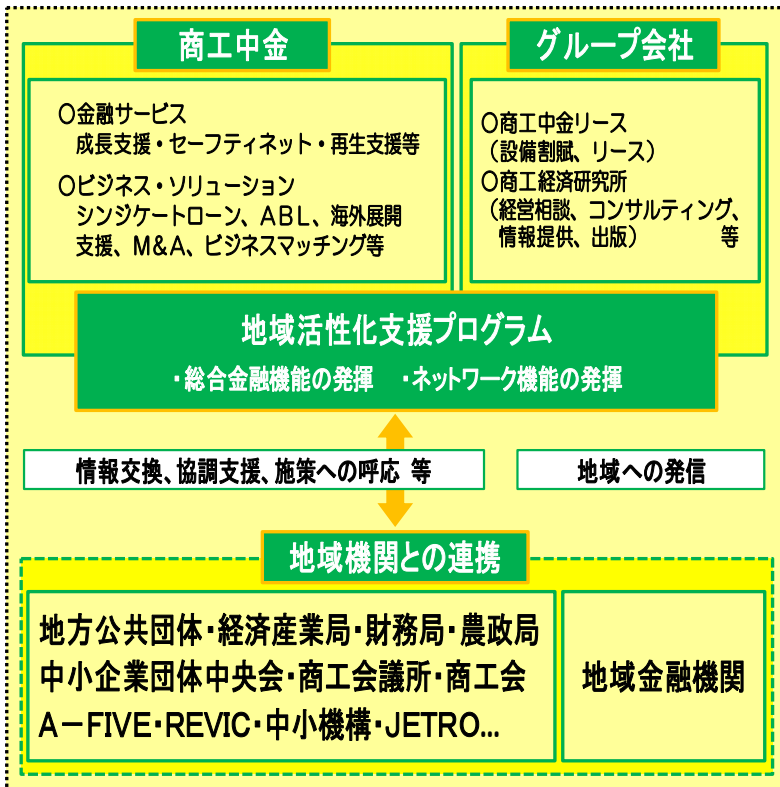 商工中金
○金融サービス
成長支援・セーフティネット・再生支援等
○ビジネス・ソリューション
シンジケートローン、ABL、海外展開
支援、M&A、ビジネスマッチング等
グループ会社
○商工中金リース
(設備割賦、リース)
○商工経済研究所
(経営相談、コンサルティング、
情報提供、出版) 等
地域活性化支援プログラム
・総合金融機能の発揮 ・ネットワーク機能の発揮
情報交換、協調支援、施策への呼応 等
地域への発信
地域機関との連携
地方公共団体・経済産業局・財務局・農政局
中小企業団体中央会・商工会議所・商工会
A－FIVE・REVIC・中小機構・JETRO...
地域金融機関